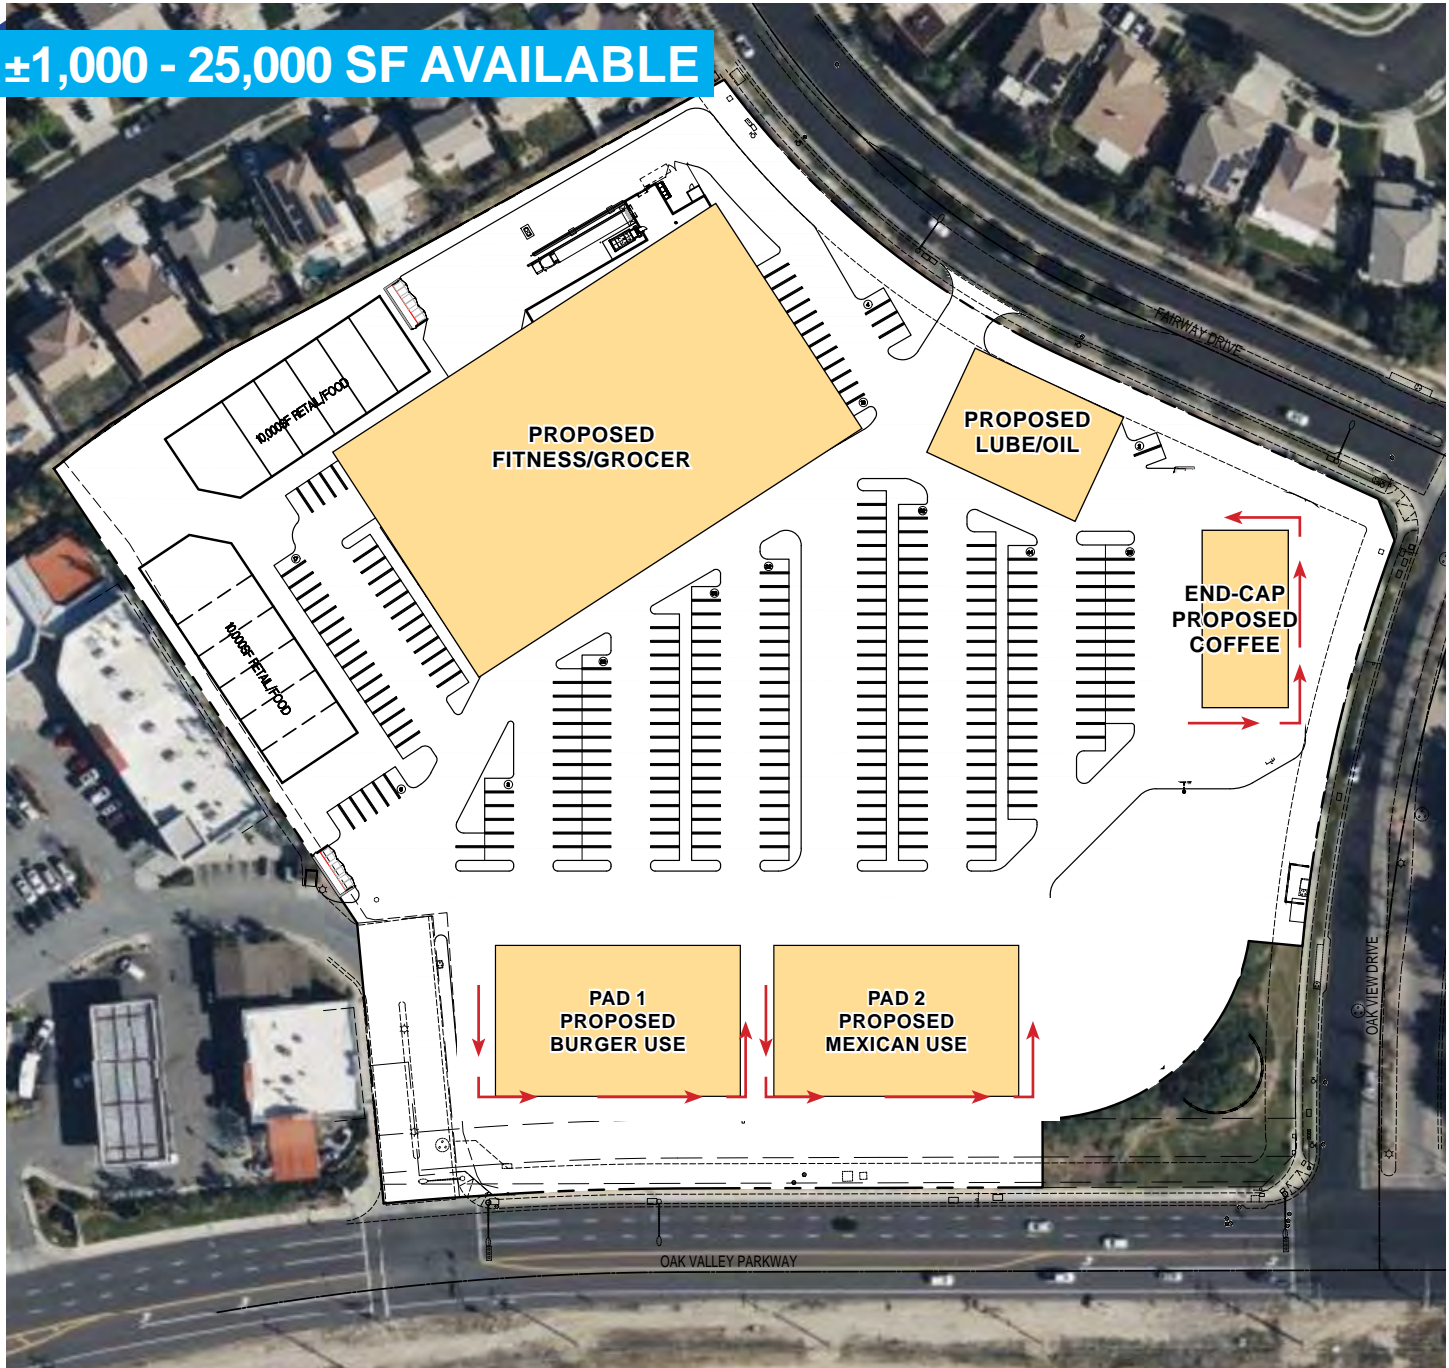 ±1,000 - 25,000 SF AVAILABLE
FAIRWAY DRIVE
10,000SF RETAIL/FOOD
PROPOSED
FITNESS/GROCER
PROPOSED
LUBE/OIL
END-CAP
PROPOSED
COFFEE
10,000SF RETAIL/FOOD
PAD 1
PROPOSED
BURGER USE
PAD 2
PROPOSED
MEXICAN USE
OAK VIEW DRIVE
OAK VALLEY PARKWAY